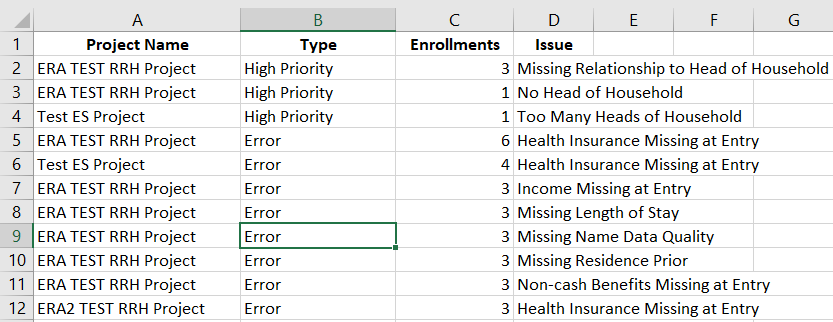 A B C D E F G
1 Project Name Type Enrollments Issue
2 ERA TEST RRH Project High Priority 3 Missing Relationship to Head of Household
3 ERA TEST RRH Project High Priority 1 No Head of Household
4 Test ES Project High Priority 1 Too Many Heads of Household
5 ERA TEST RRH Project Error 6 Health Insurance Missing at Entry
6 Test ES Project Error 4 Health Insurance Missing at Entry
7 ERA TEST RRH Project Error 3 Income Missing at Entry
8 ERA TEST RRH Project Error 3 Missing Length of Stay
9 ERA TEST RRH Project Error 3 Missing Name Data Quality
10 ERA TEST RRH Project Error 3 Missing Residence Prior
11 ERA TEST RRH Project Error 3 Non-cash Benefits Missing at Entry
12 ERA2 TEST RRH Project Error 3 Health Insurance Missing at Entry